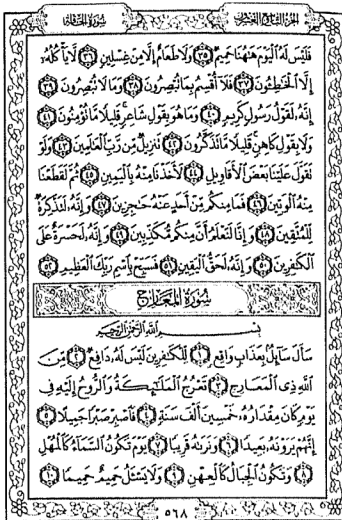 الجزء التاسع والعشرون سورة الحاقة
فَلَيْسَ لَهُ الْيَوْمَ هَاهُنَا حَمِيمٌ ٣٥ وَلَا طَعَامٌ إِلَّا مِنْ غِسْلِينٍ ٣٦ لَّا يَأْكُلُهُ
إِلَّا الْخَاطِئُونَ ٣٧ فَلَا أُقْسِمُ بِمَا تُبْصِرُونَ ٣٨ وَمَا لَا تُبْصِرُونَ ٣٩
إِنَّهُ لَقَوْلُ رَسُولٍ كَرِيمٍ ٤٠ وَمَا هُوَ بِقَوْلِ شَاعِرٍ قَلِيلًا مَّا تُؤْمِنُونَ ٤١
وَلَا بِقَوْلِ كَاهِنٍ قَلِيلًا مَّا تَذَكَّرُونَ ٤٢ تَنزِيلٌ مِّن رَّبِّ الْعَالَمِينَ ٤٣ وَلَوْ
تَقَوَّلَ عَلَيْنَا بَعْضَ الْأَقَاوِيلِ ٤٤ لَأَخَذْنَا مِنْهُ بِالْيَمِينِ ٤٥ ثُمَّ لَقَطَعْنَا
مِنْهُ الْوَتِينَ ٤٦ فَمَا مِنكُم مِّنْ أَحَدٍ عَنْهُ حَاجِزِينَ ٤٧ وَإِنَّهُ لَتَذْكِرَةٌ
لِّلْمُتَّقِينَ ٤٨ وَإِنَّا لَنَعْلَمُ أَنَّ مِنكُم مُّكَذِّبِينَ ٤٩ وَإِنَّهُ لَحَسْرَةٌ عَلَى
الْكَافِرِينَ ٥٠ وَإِنَّهُ لَحَقُّ الْيَقِينِ ٥١ فَسَبِّحْ بِاسْمِ رَبِّكَ الْعَظِيمِ ٥٢
سُورَةُ الْمَعَارِجِ
بِسْمِ اللَّهِ الرَّحْمَٰنِ الرَّحِيمِ
سَأَلَ سَائِلٌ بِعَذَابٍ وَاقِعٍ ١ لِّلْكَافِرِينَ لَيْسَ لَهُ دَافِعٌ ٢ مِّنَ
اللَّهِ ذِي الْمَعَارِجِ ٣ تَعْرُجُ الْمَلَائِكَةُ وَالرُّوحُ إِلَيْهِ فِي
يَوْمٍ كَانَ مِقْدَارُهُ خَمْسِينَ أَلْفَ سَنَةٍ ٤ فَاصْبِرْ صَبْرًا جَمِيلًا ٥
إِنَّهُمْ يَرَوْنَهُ بَعِيدًا ٦ وَنَرَاهُ قَرِيبًا ٧ يَوْمَ تَكُونُ السَّمَاءُ كَالْمُهْلِ
٨ وَتَكُونُ الْجِبَالُ كَالْعِهْنِ ٩ وَلَا يَسْأَلُ حَمِيمٌ حَمِيمًا ١٠
٥٦٨